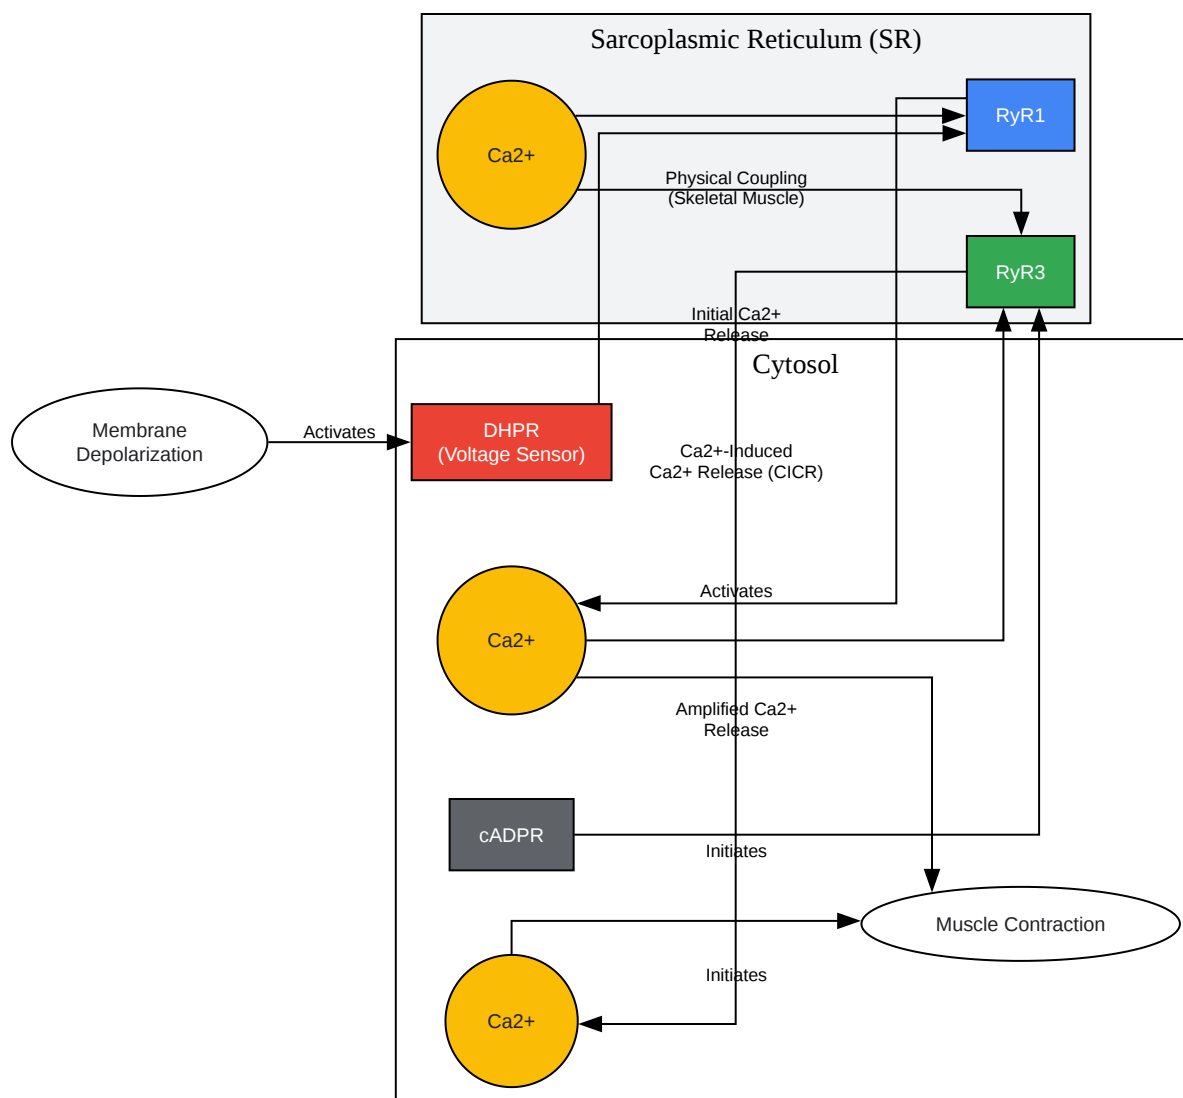 Sarcoplasmic Reticulum (SR)
Ca2+
RyR1
Physical Coupling
(Skeletal Muscle)
RyR3
Initial Ca2+
Release
Cytosol
Membrane
Depolarization
Activates
DHPR
(Voltage Sensor)
Ca2+-Induced
Ca2+ Release (CICR)
Activates
Ca2+
Amplified Ca2+
Release
cADPR
Initiates
Muscle Contraction
Initiates
Ca2+